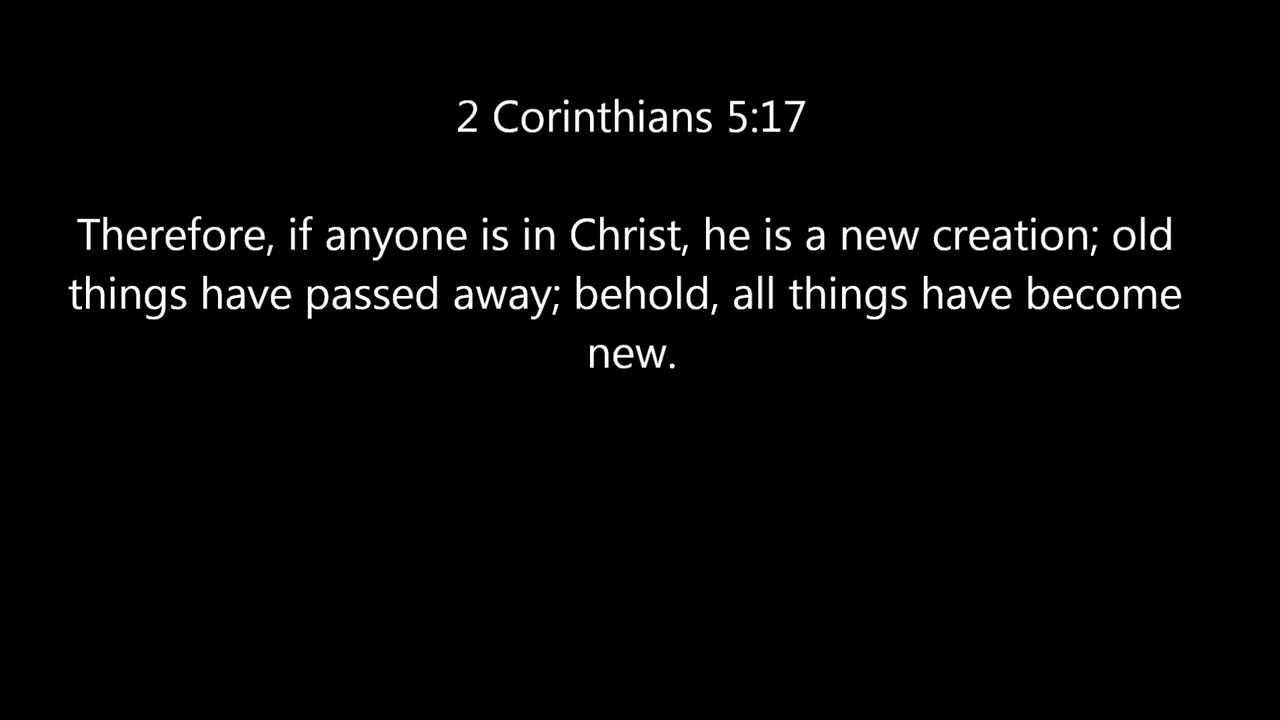 2 Corinthians 5:17
Therefore, if anyone is in Christ, he is a new creation; old
things have passed away; behold, all things have become
new.